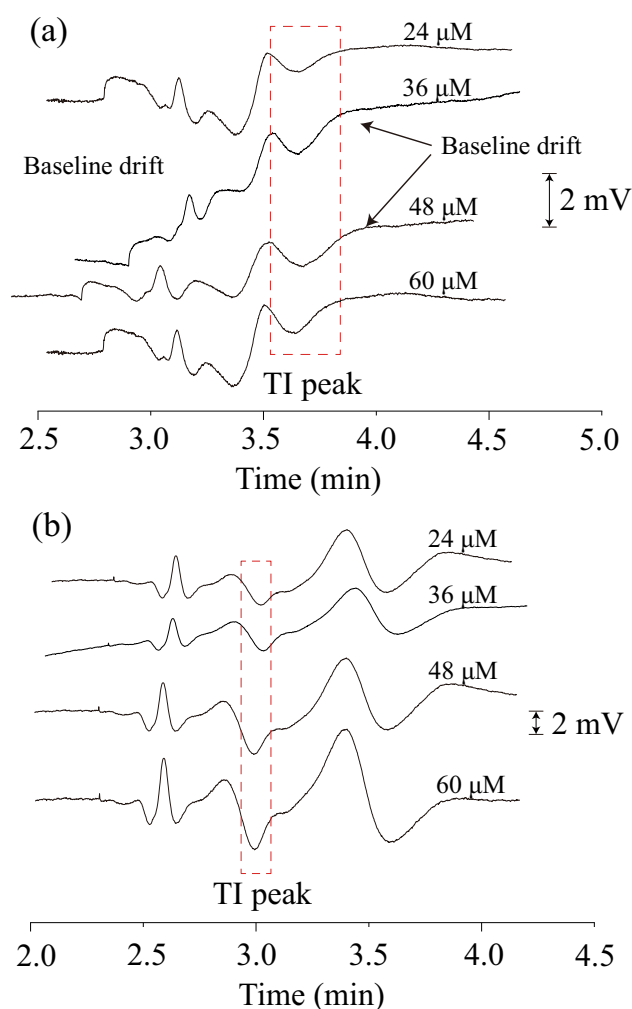 (a)
24 μM
36 μM
Baseline drift
Baseline drift
2 mV
48 μM
60 μM
TI peak
2.5 3.0 3.5 4.0 4.5 5.0
Time (min)
(b)
24 μM
36 μM
48 μM
2 mV
60 μM
TI peak
2.0 2.5 3.0 3.5 4.0 4.5
Time (min)